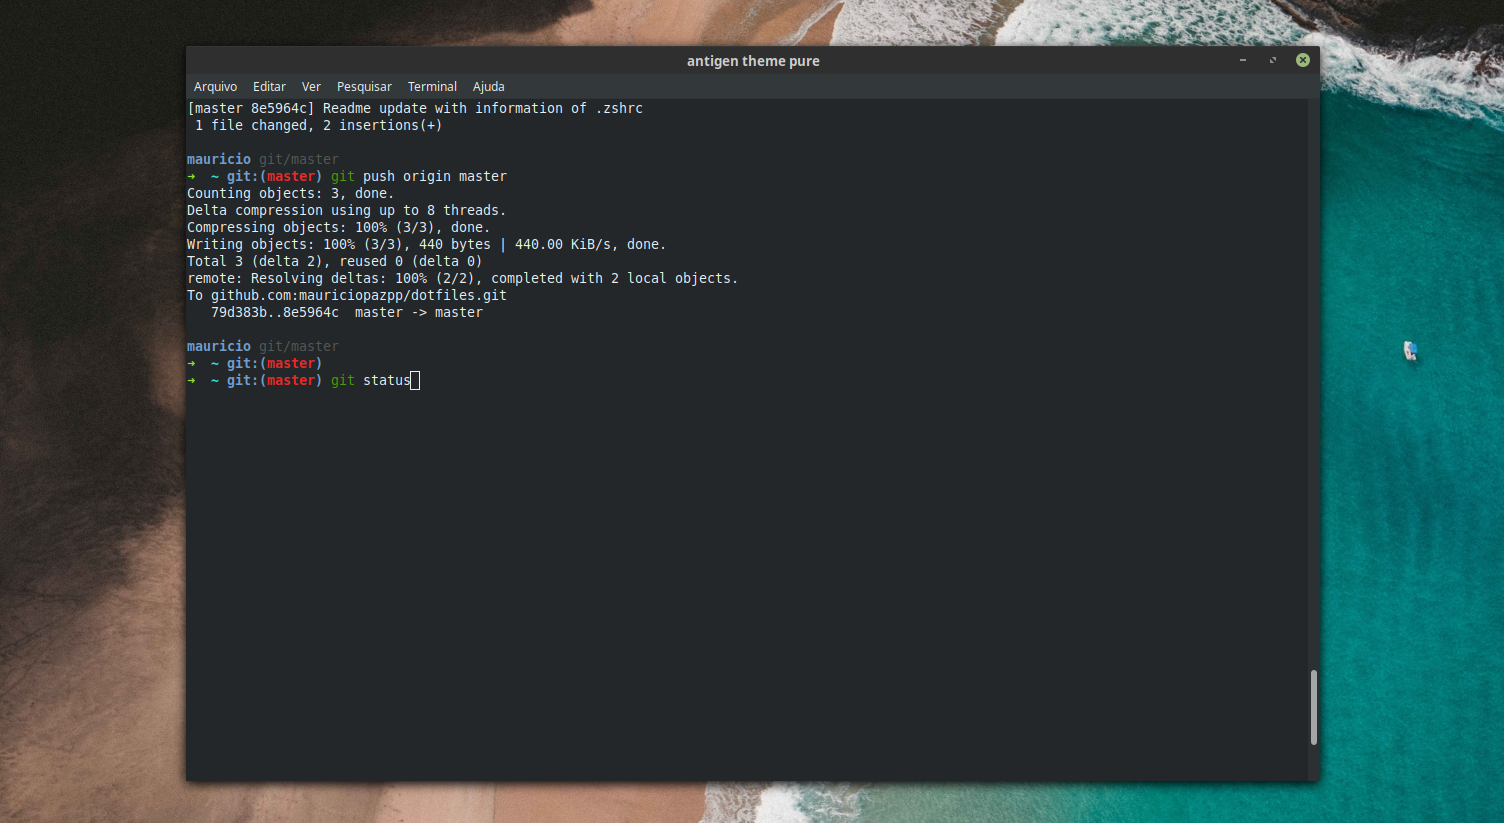 antigen theme pure
Arquivo Editar Ver Pesquisar Terminal Ajuda
[master 8e5964c] Readme update with information of .zshrc
 1 file changed, 2 insertions(+)
mauricio git/master
➜  ~ git:(master) git push origin master
Counting objects: 3, done.
Delta compression using up to 8 threads.
Compressing objects: 100% (3/3), done.
Writing objects: 100% (3/3), 440 bytes | 440.00 KiB/s, done.
Total 3 (delta 2), reused 0 (delta 0)
remote: Resolving deltas: 100% (2/2), completed with 2 local objects.
To github.com:mauriciopazpp/dotfiles.git
   79d383b..8e5964c  master -> master
mauricio git/master
➜  ~ git:(master)
➜  ~ git:(master) git status